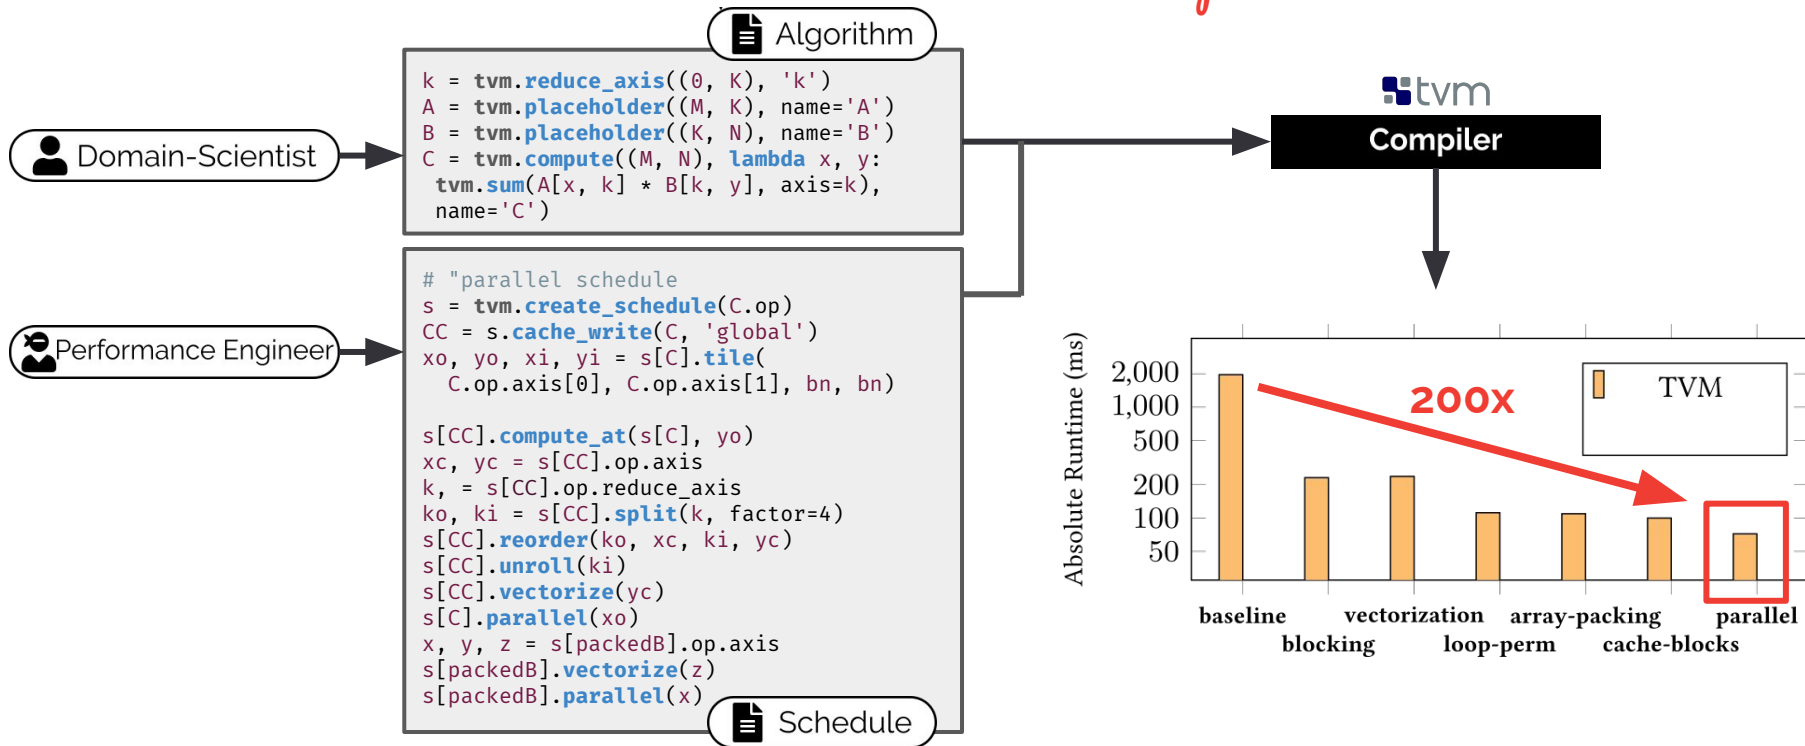 Algorithm
k = tvm.reduce_axis((0, K), 'k')
A = tvm.placeholder((M, K), name='A')
B = tvm.placeholder((K, N), name='B')
C = tvm.compute((M, N), lambda x, y:
tvm.sum(A[x, k] * B[k, y], axis=k),
name='C')
Domain-Scientist
# "parallel schedule
s = tvm.create_schedule(C.op)
CC = s.cache_write(C, 'global')
xo, yo, xi, yi = s[C].tile(
C.op.axis[0], C.op.axis[1], bn, bn)
s[CC].compute_at(s[C], yo)
xc, yc = s[CC].op.axis
k, = s[CC].op.reduce_axis
ko, ki = s[CC].split(k, factor=4)
s[CC].reorder(ko, xc, ki, yc)
s[CC].unroll(ki)
s[CC].vectorize(yc)
s[C].parallel(xo)
x, y, z = s[packedB].op.axis
s[packedB].vectorize(z)
s[packedB].parallel(x)
Performance Engineer
Schedule
tvm
Compiler
Absolute Runtime (ms)
2,000
1,000
500
200
100
50
200x
TVM
baseline
blocking
vectorization
loop-perm
array-packing
cache-blocks
parallel